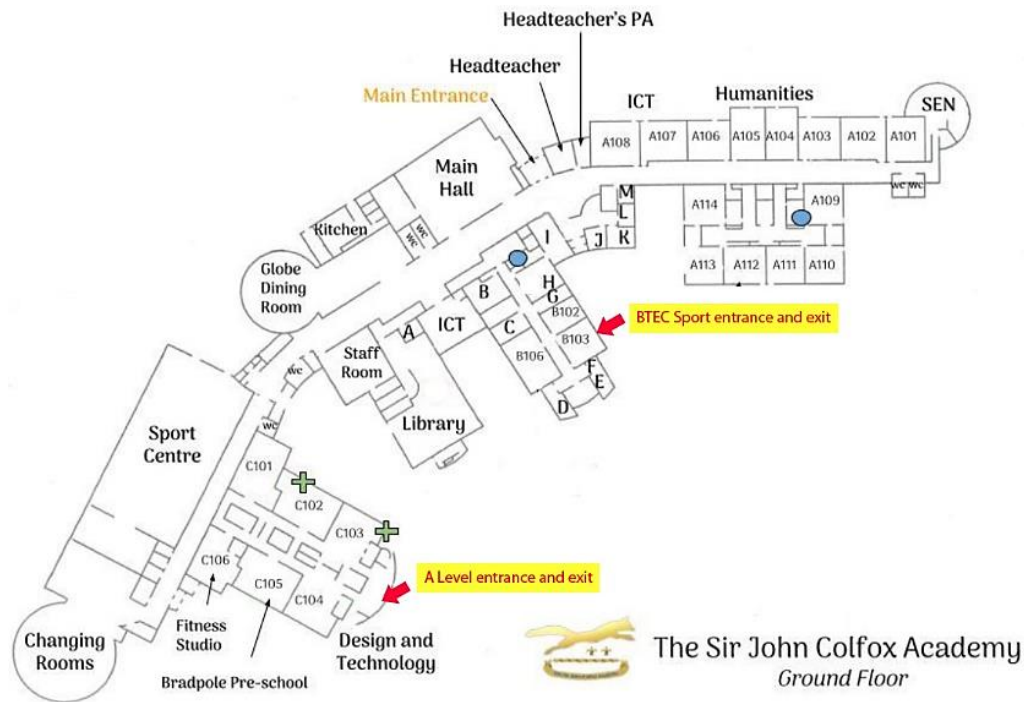 Headteacher's PA
Headteacher
Main Entrance
ICT
Humanities
SEN
A108
A107
A106
A105
A104
A103
A102
A101
Main
Hall
WC
WC
M
L
K
J
I
A114
A109
A113
A112
A111
A110
Kitchen
WC
WC
Globe
Dining
Room
B
H
G
B102
C
B103
B106
F
E
D
BTEC Sport entrance and exit
A
ICT
Staff
Room
WC
Library
WC
Sport
Centre
C101
C102
C103
C106
C105
C104
A Level entrance and exit
Fitness
Studio
Bradpole Pre-school
Design and
Technology
Changing
Rooms
The Sir John Colfox Academy
Ground Floor